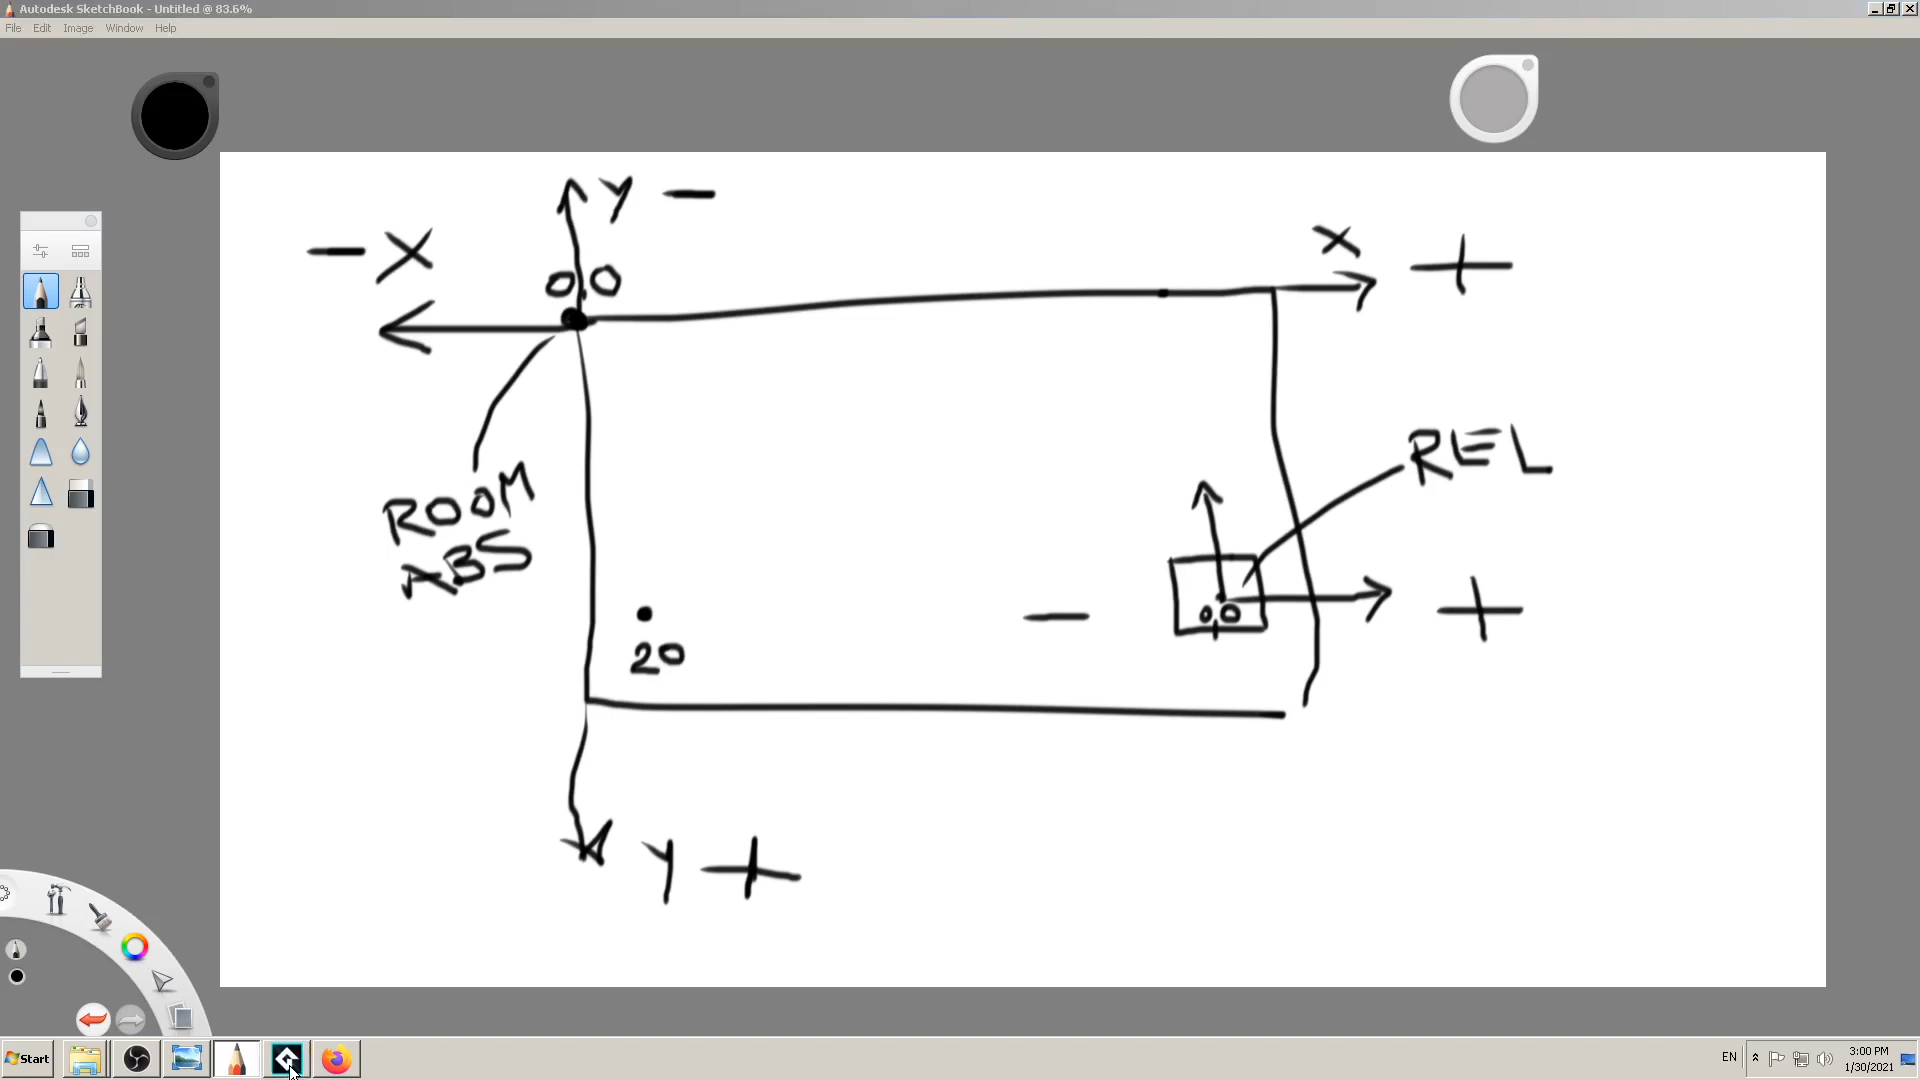 Autodesk SketchBook - Untitled @ 83.6%
File Edit Image Window Help
Y -
- X
X +
0,0
REL
ROOM
ABS
0,0
- +
20
Y +
Start
EN
3:00 PM
1/30/2021